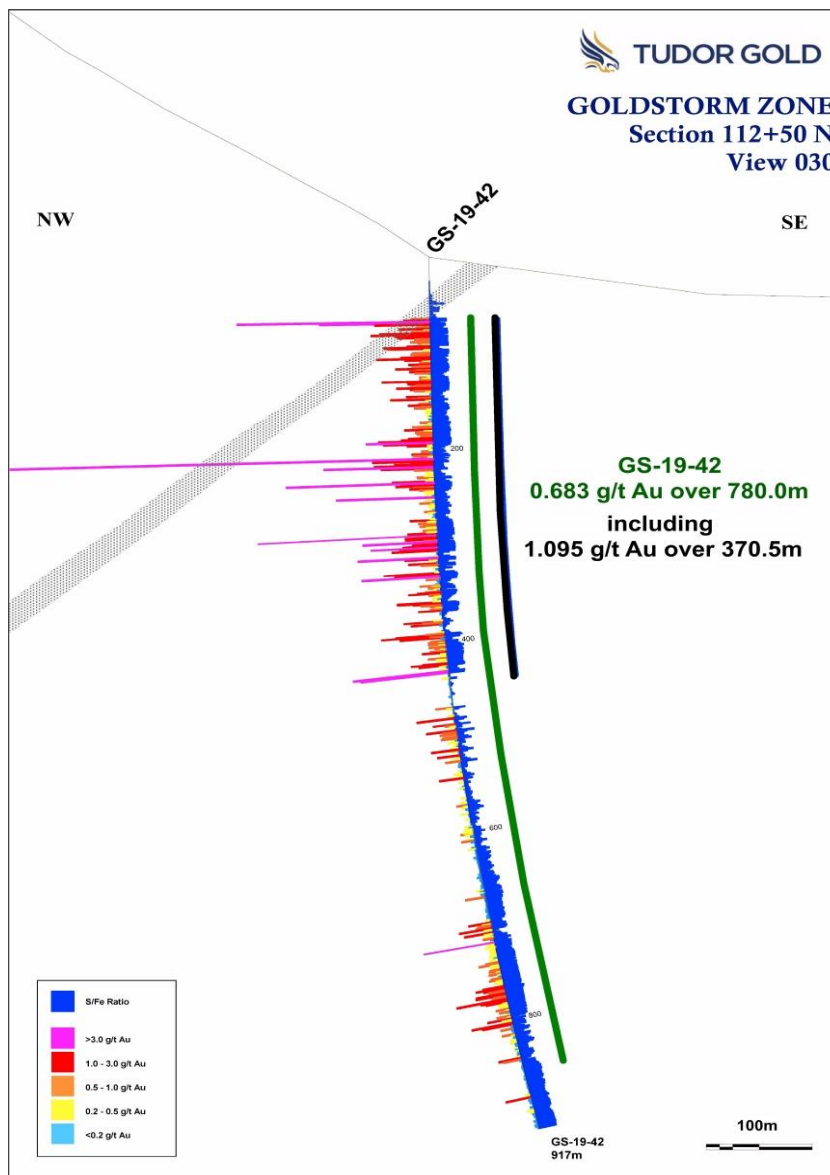 TUDOR GOLD
GOLDSTORM ZONE
Section 112+50 N
View 030
NW
GS-19-42
SE
200
GS-19-42
0.683 g/t Au over 780.0m
including
1.095 g/t Au over 370.5m
400
600
800
S/Fe Ratio
>3.0 g/t Au
1.0 - 3.0 g/t Au
0.5 - 1.0 g/t Au
0.2 - 0.5 g/t Au
<0.2 g/t Au
100m
GS-19-42
917m